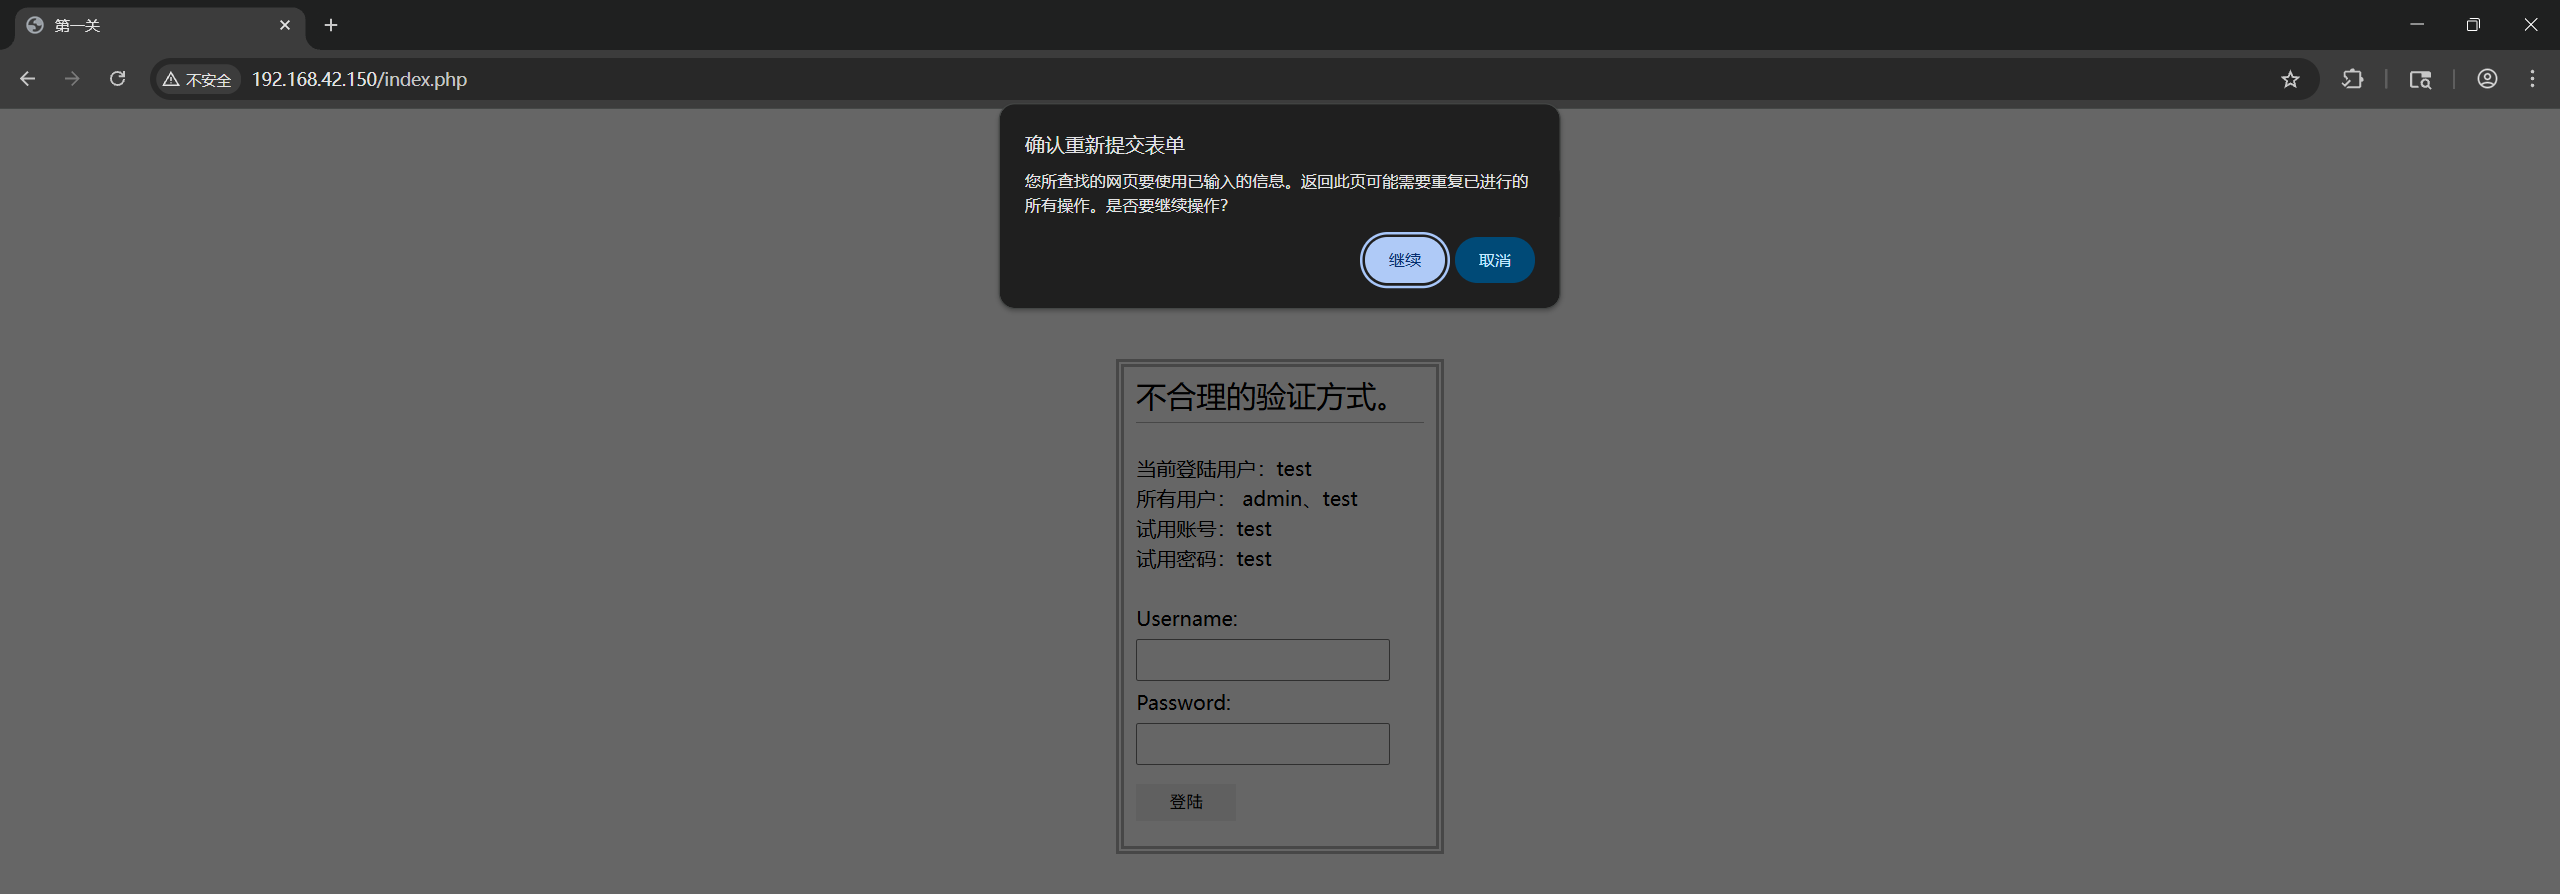 第一关
不安全
192.168.42.150/index.php
确认重新提交表单
您所查找的网页要使用已输入的信息。返回此页可能需要重复已进行的
所有操作。是否要继续操作?
继续
取消
不合理的验证方式。
当前登陆用户：test
所有用户： admin、test
试用账号：test
试用密码：test
Username:
Password:
登陆